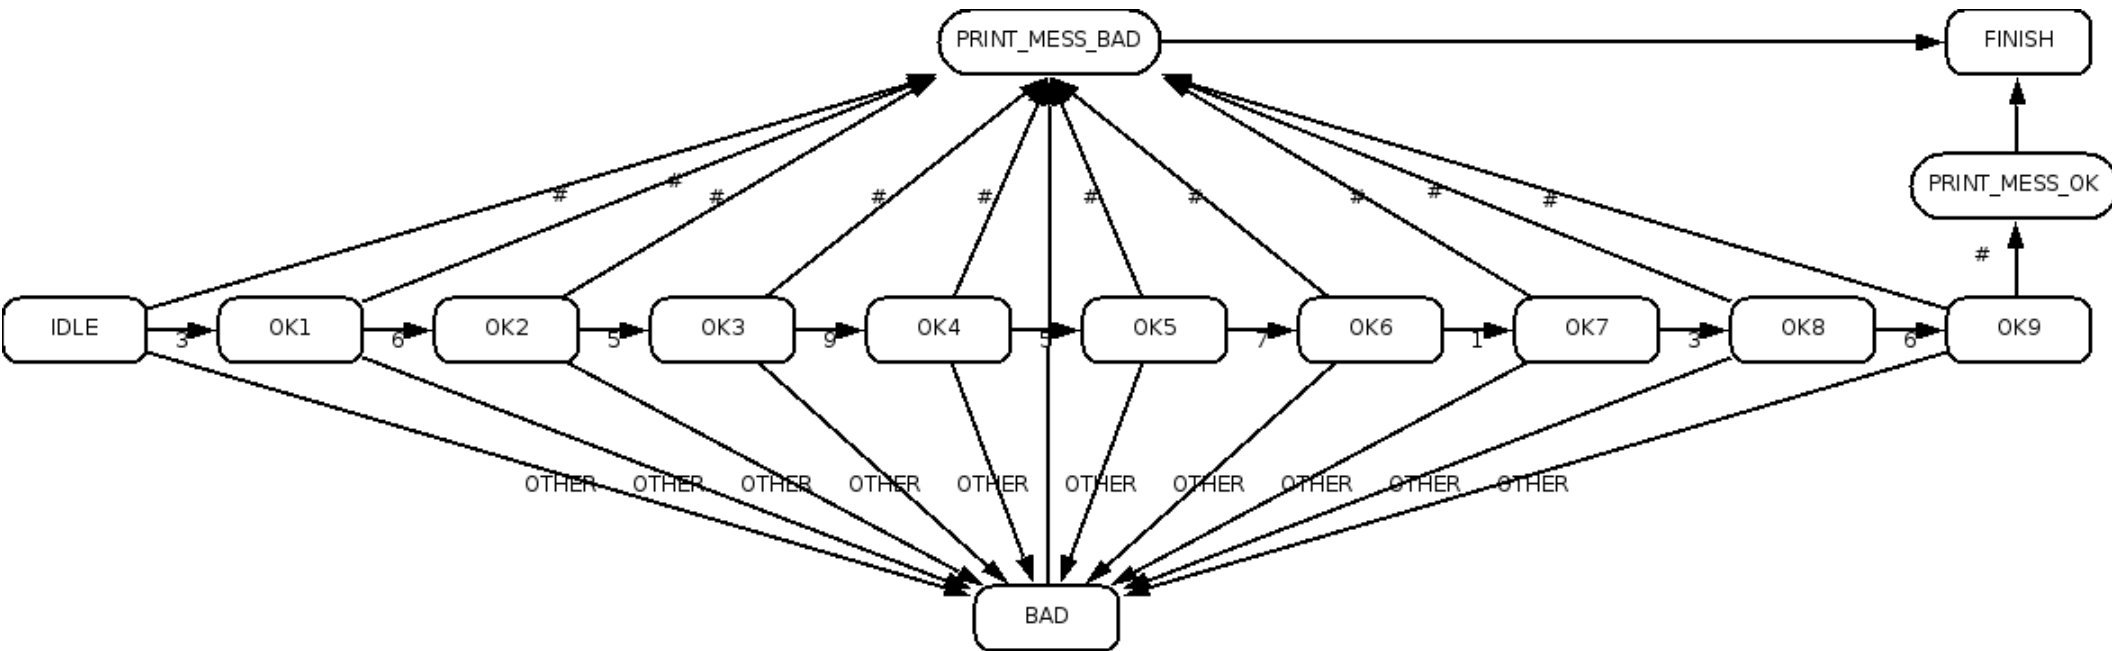 PRINT_MESS_BAD
FINISH
PRINT_MESS_OK
# # # # # # # # # #
#
IDLE
OK1
OK2
OK3
OK4
OK5
OK6
OK7
OK8
OK9
3 6 5 9 5 7 1 3 6
OTHER OTHER OTHER OTHER OTHER OTHER OTHER OTHER OTHER OTHER
BAD